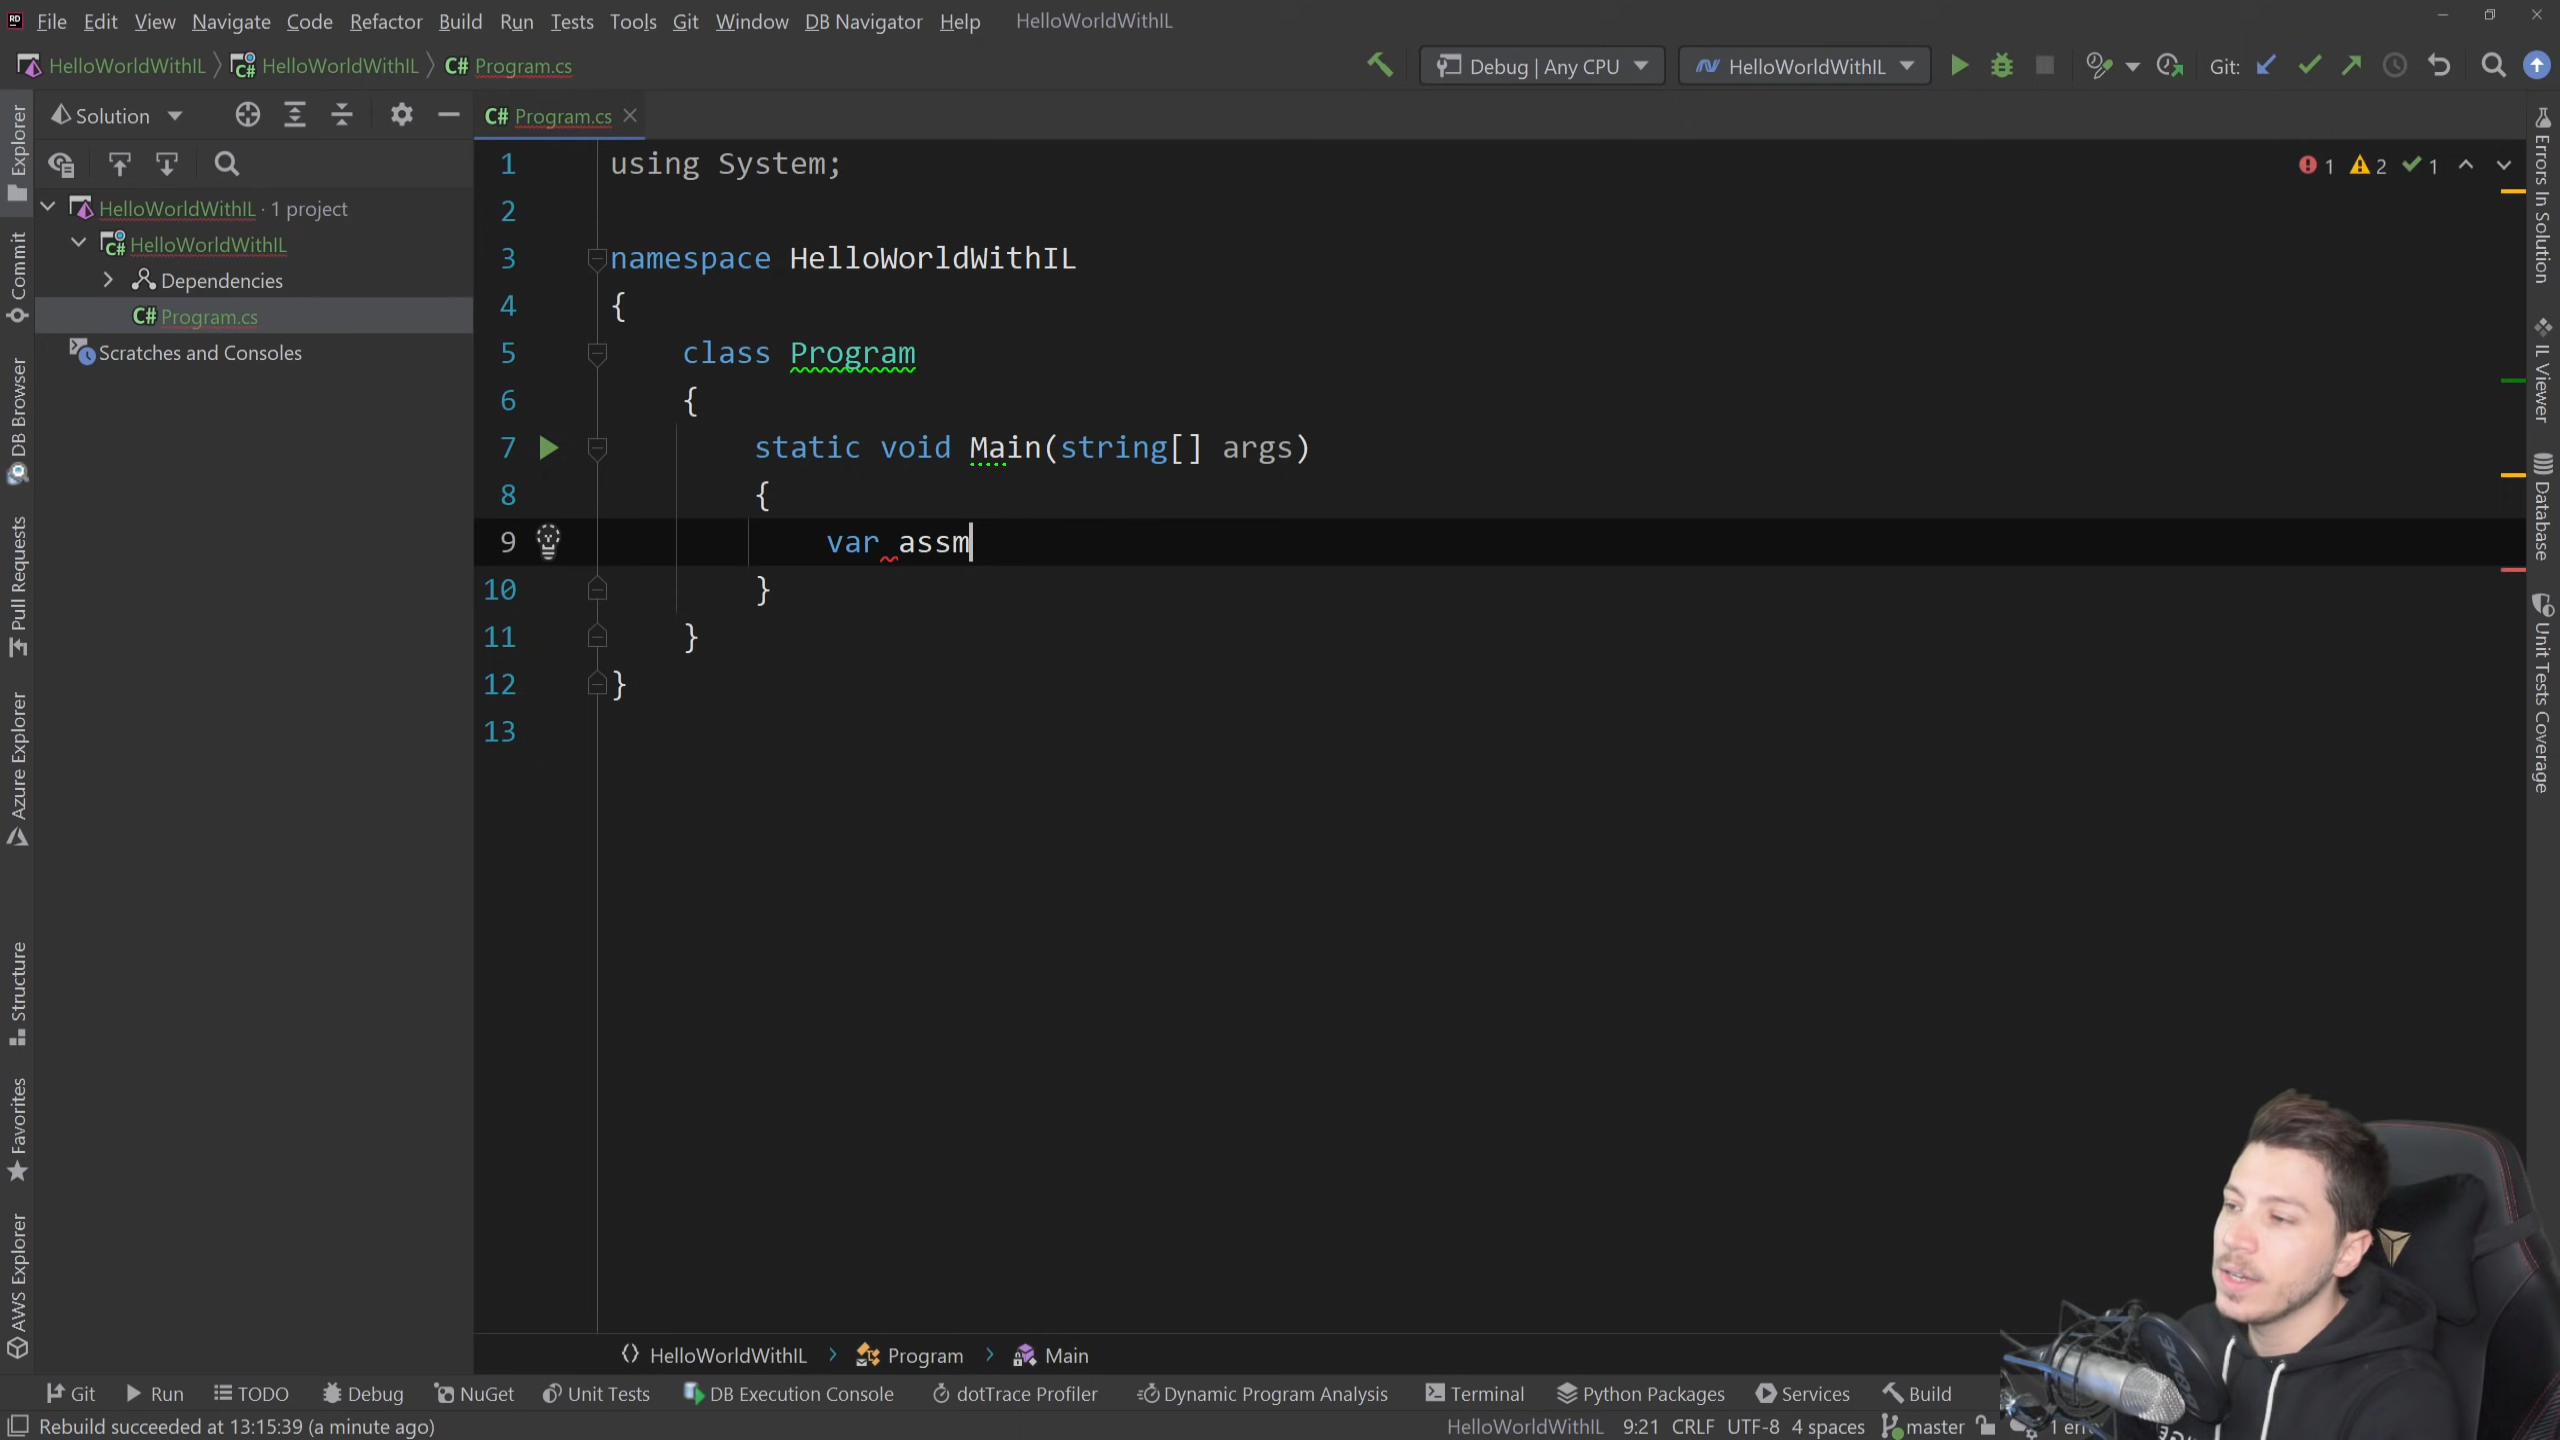 File Edit View Navigate Code Refactor Build Run Tests Tools Git Window DB Navigator Help HelloWorldWithIL
HelloWorldWithIL HelloWorldWithIL C# Program.cs Debug | Any CPU HelloWorldWithIL Git:
Solution
C# Program.cs
HelloWorldWithIL · 1 project
HelloWorldWithIL
Dependencies
C# Program.cs
Scratches and Consoles
1 using System;
2
3 namespace HelloWorldWithIL
4 {
5 class Program
6 {
7 static void Main(string[] args)
8 {
9 var assm
10 }
11 }
12 }
13
1 2 1
Explorer
Commit
DB Browser
Pull Requests
Azure Explorer
Structure
Favorites
AWS Explorer
Errors In Solution
IL Viewer
Database
Unit Tests Coverage
HelloWorldWithIL Program Main
Git Run TODO Debug NuGet Unit Tests DB Execution Console dotTrace Profiler Dynamic Program Analysis Terminal Python Packages Services Build
Rebuild succeeded at 13:15:39 (a minute ago) HelloWorldWithIL 9:21 CRLF UTF-8 4 spaces master